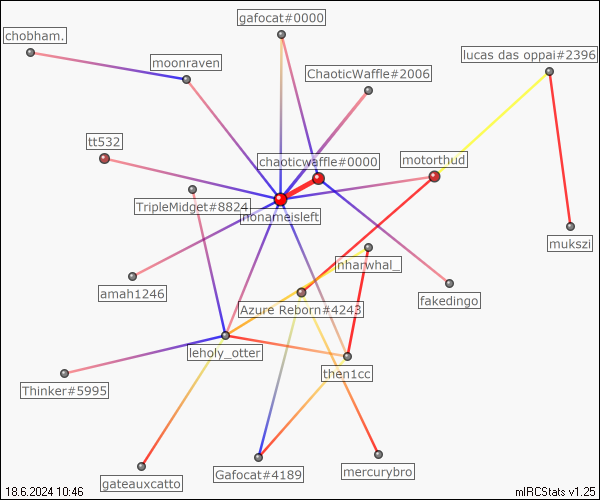 gafocat#0000
chobham.
lucas das oppai#2396
moonraven
ChaoticWaffle#2006
tt532
chaoticwaffle#0000
motorthud
TripleMidget#8824
nonameisleft
mukszi
nharwhal_
amah1246
fakedingo
Azure Reborn#4243
leholy_otter
then1cc
Thinker#5995
mercurybro
Gafocat#4189
gateauxcatto
18.6.2024 10:46
mIRCStats v1.25